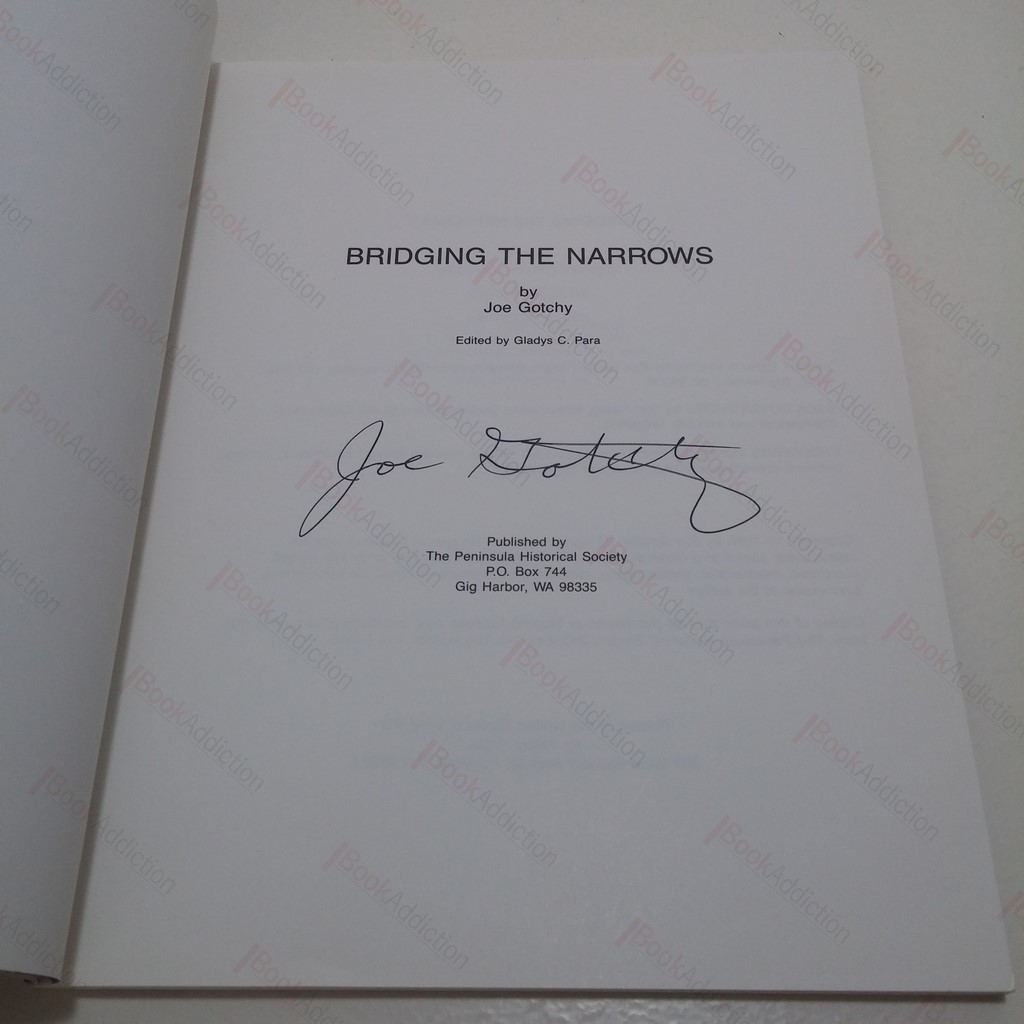 BRIDGING THE NARROWS
by
Joe Gotchy
Edited by Gladys C. Para
Joe Gotchy
Published by
The Peninsula Historical Society
P.O. Box 744
Gig Harbor, WA 98335
BookAddiction